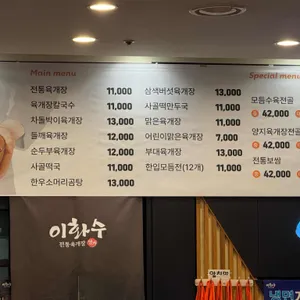 Main menu
전통육개장 11,000
육개장칼국수 11,000
차돌박이육개장 13,000
들깨육개장 12,000
순두부육개장 12,000
사골떡국 11,000
한우소머리곰탕 13,000
삼색버섯육개장 13,000
사골떡만두국 11,000
맑은육개장 11,000
어린이맑은육개장 7,000
부대육개장 13,000
한입모듬전(12개) 11,000
Special menu
모듬수육전골
42,000
양지육개장전골
42,000
전통보쌈
42,000
이화수
전통육개장